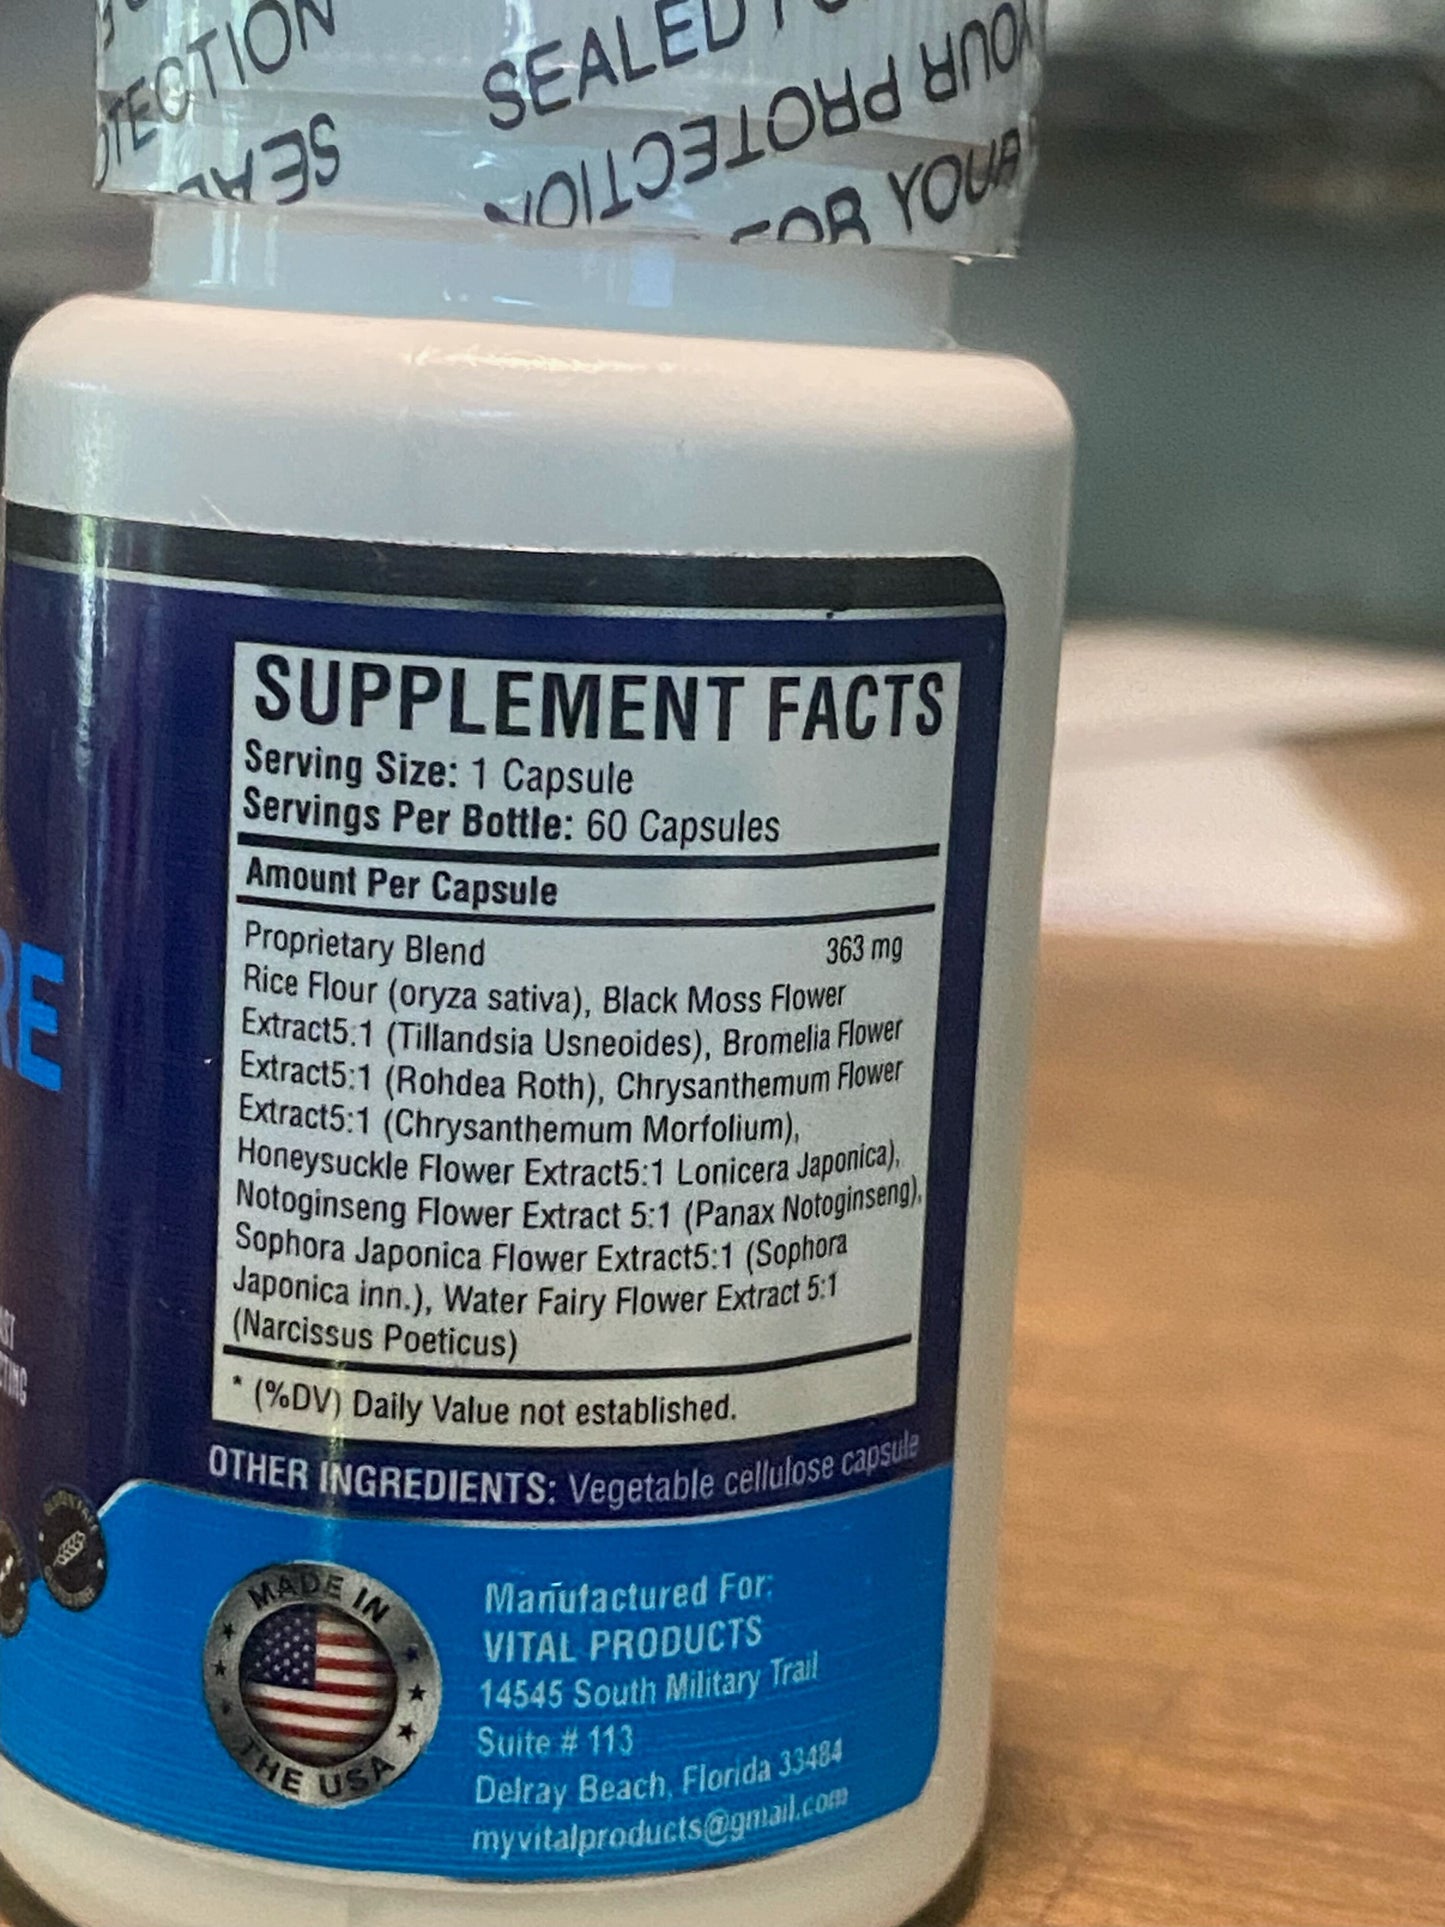 TECTION
SEALED
SEAL
YOUR PROTECTION
FOR YOUR
SUPPLEMENT FACTS
Serving Size: 1 Capsule
Servings Per Bottle: 60 Capsules
Amount Per Capsule
Proprietary Blend 363 mg
Rice Flour (oryza sativa), Black Moss Flower
Extract5:1 (Tillandsia Usneoides), Bromelia Flower
Extract5:1 (Rohdea Roth), Chrysanthemum Flower
Extract5:1 (Chrysanthemum Morfolium),
Honeysuckle Flower Extract5:1 Lonicera Japonica),
Notoginseng Flower Extract 5:1 (Panax Notoginseng),
Sophora Japonica Flower Extract5:1 (Sophora
Japonica inn.), Water Fairy Flower Extract 5:1
(Narcissus Poeticus)
* (%DV) Daily Value not established.
OTHER INGREDIENTS: Vegetable cellulose capsule
RE
MADE IN
THE USA
Manufactured For:
VITAL PRODUCTS
14545 South Military Trail
Suite # 113
Delray Beach, Florida 33484
myvitalproducts@gmail.com